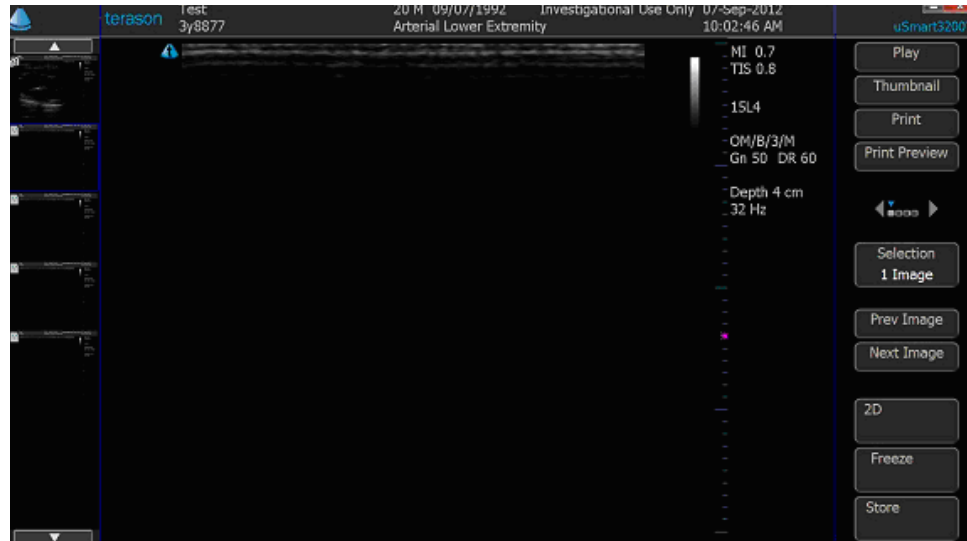 terason
Test
3y8877
20 M 09/07/1992 Investigational Use Only 07-Sep-2012
Arterial Lower Extremity
10:02:46 AM
uSmart3200
MI 0.7
TIS 0.8
15L4
OM/B/3/M
Gn 50 DR 60
Depth 4 cm
32 Hz
Play
Thumbnail
Print
Print Preview
Selection
1 Image
Prev Image
Next Image
2D
Freeze
Store